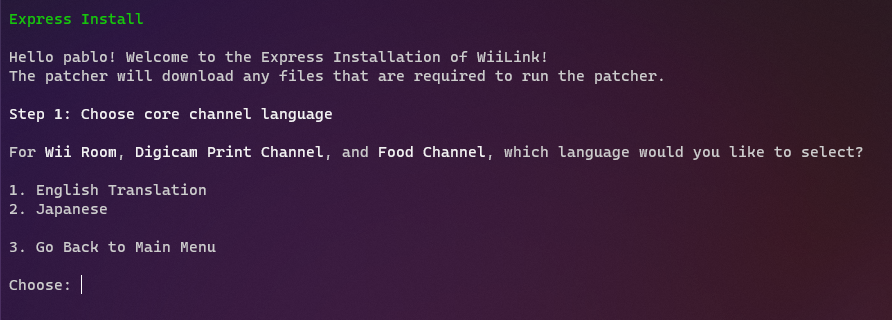 Express Install
Hello pablo! Welcome to the Express Installation of WiiLink!
The patcher will download any files that are required to run the patcher.
Step 1: Choose core channel language
For Wii Room, Digicam Print Channel, and Food Channel, which language would you like to select?
1. English Translation
2. Japanese
3. Go Back to Main Menu
Choose: